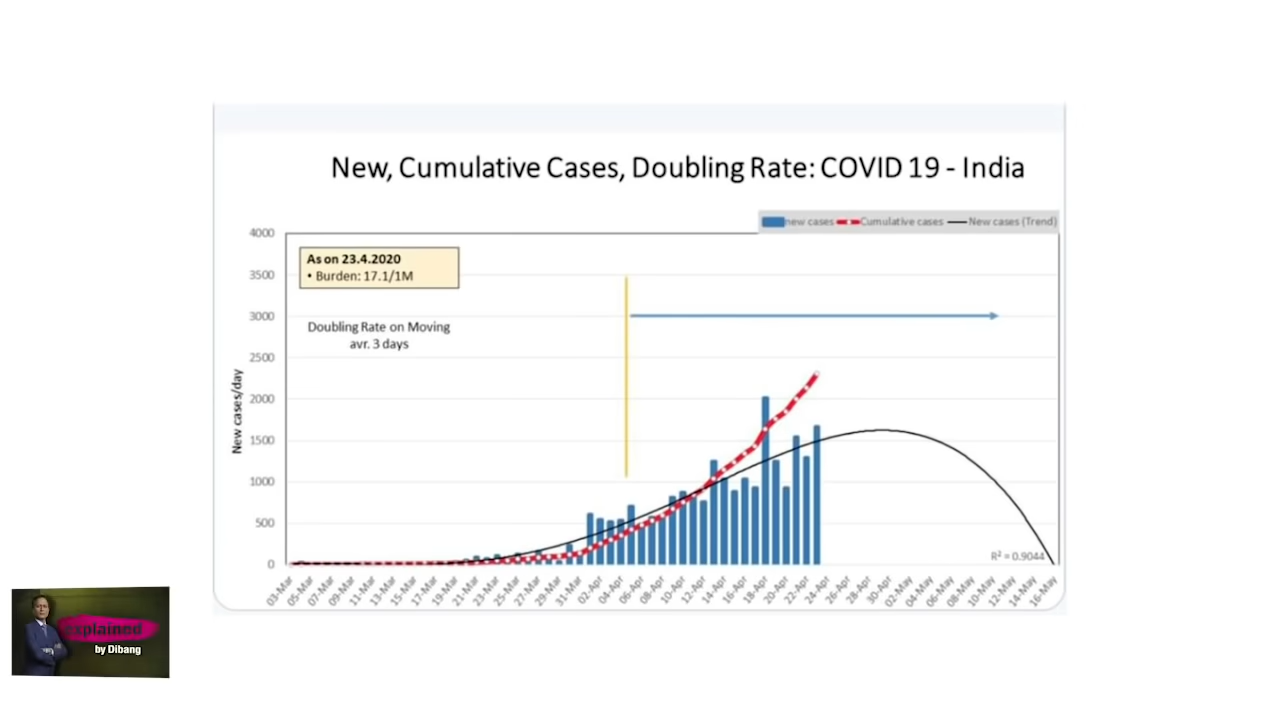 New, Cumulative Cases, Doubling Rate: COVID 19 - India
new cases Cumulative cases New cases (Trend)
4000
3500
3000
2500
2000
1500
1000
500
0
New cases/day
As on 23.4.2020
• Burden: 17.1/1M
Doubling Rate on Moving
avr. 3 days
R² = 0.9044
03-Mar
05-Mar
07-Mar
09-Mar
11-Mar
13-Mar
15-Mar
17-Mar
19-Mar
21-Mar
23-Mar
25-Mar
27-Mar
29-Mar
31-Mar
02-Apr
04-Apr
06-Apr
08-Apr
10-Apr
12-Apr
14-Apr
16-Apr
18-Apr
20-Apr
22-Apr
24-Apr
26-Apr
28-Apr
30-Apr
02-May
04-May
06-May
08-May
10-May
12-May
14-May
16-May
explained
by Dibang